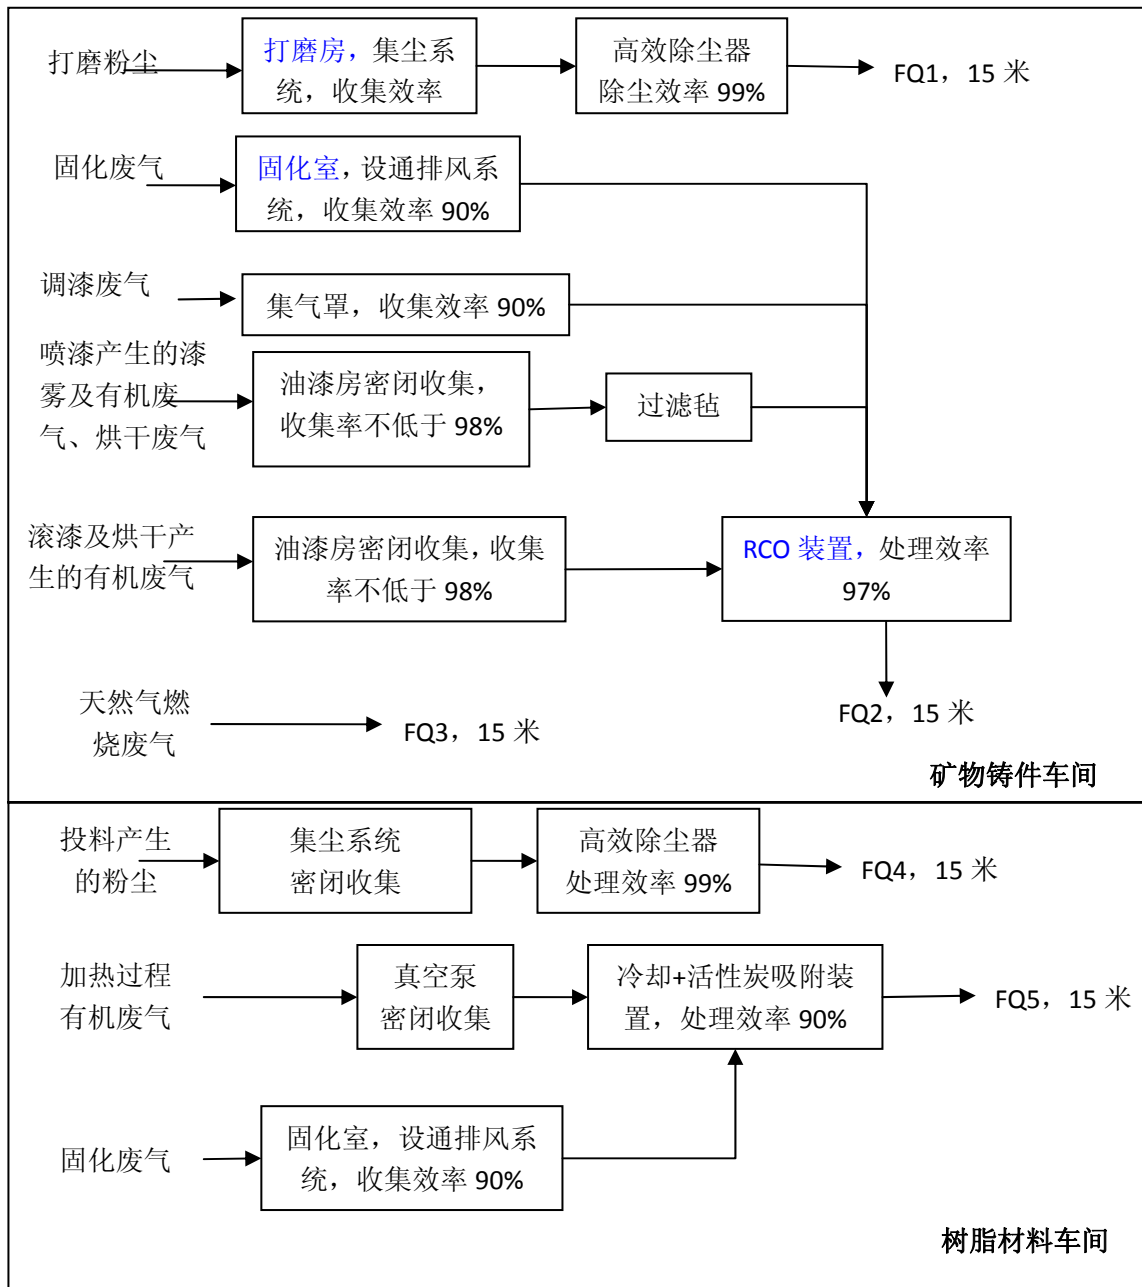 打磨粉尘
打磨房，集尘系
统，收集效率
高效除尘器
除尘效率 99%
FQ1，15 米
固化废气
固化室，设通排风系
统，收集效率 90%
调漆废气
集气罩，收集效率 90%
喷漆产生的漆
雾及有机废
气、烘干废气
油漆房密闭收集，
收集率不低于 98%
过滤毡
滚漆及烘干产
生的有机废气
油漆房密闭收集，收集
率不低于 98%
RCO 装置，处理效率
97%
天然气燃
烧废气
FQ3，15 米
FQ2，15 米
矿物铸件车间
投料产生
的粉尘
集尘系统
密闭收集
高效除尘器
处理效率 99%
FQ4，15 米
加热过程
有机废气
真空泵
密闭收集
冷却+活性炭吸附装
置，处理效率 90%
FQ5，15 米
固化废气
固化室，设通排风系
统，收集效率 90%
树脂材料车间